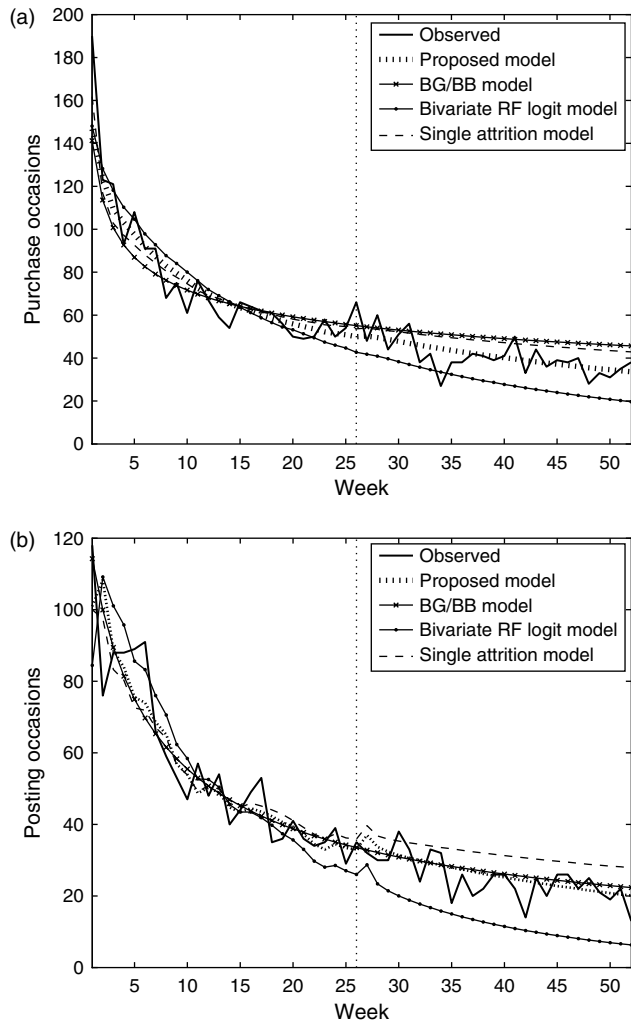 (a)
200
180
160
140
120
100
80
60
40
20
0
Purchase occasions
Observed
Proposed model
BG/BB model
Bivariate RF logit model
Single attrition model
5 10 15 20 25 30 35 40 45 50
Week
(b)
120
100
80
60
40
20
0
Posting occasions
Observed
Proposed model
BG/BB model
Bivariate RF logit model
Single attrition model
5 10 15 20 25 30 35 40 45 50
Week